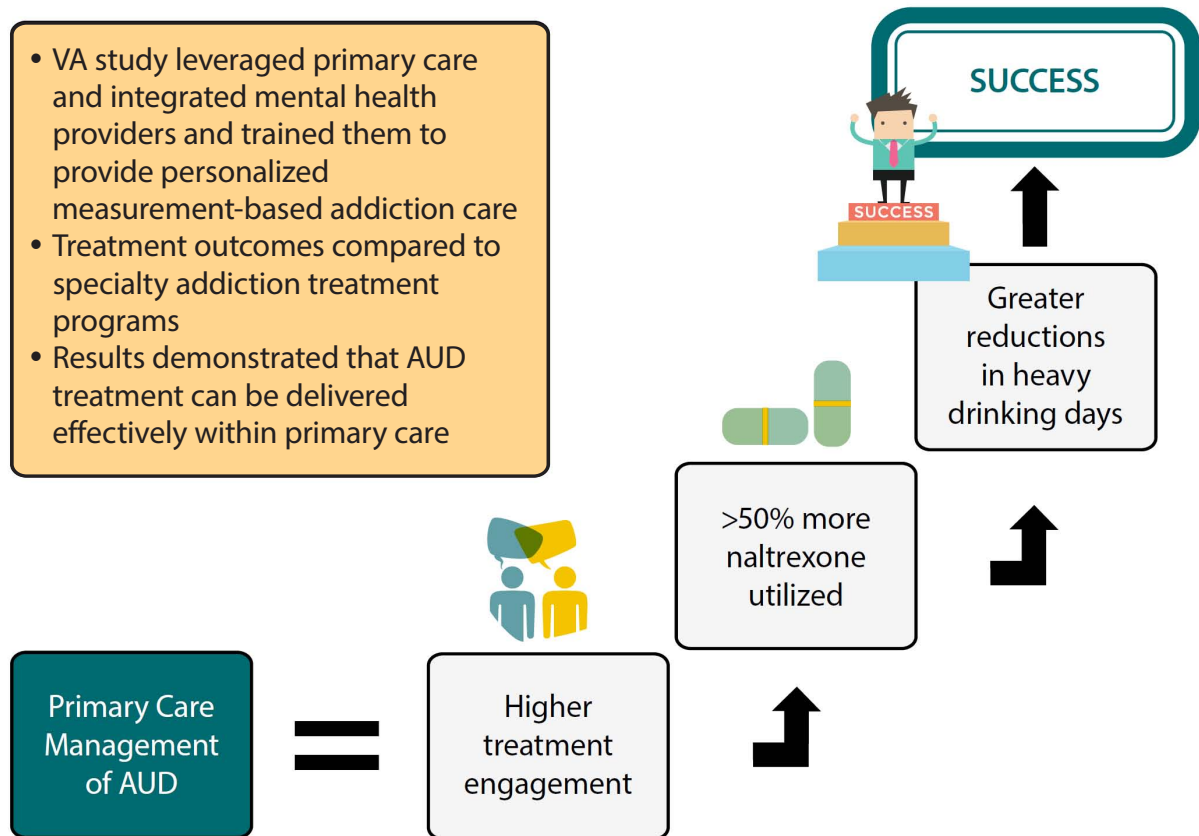 • VA study leveraged primary care
and integrated mental health
providers and trained them to
provide personalized
measurement-based addiction care
• Treatment outcomes compared to
specialty addiction treatment
programs
• Results demonstrated that AUD
treatment can be delivered
effectively within primary care
SUCCESS
SUCCESS
Greater
reductions
in heavy
drinking days
>50% more
naltrexone
utilized
Primary Care
Management
of AUD
=
Higher
treatment
engagement